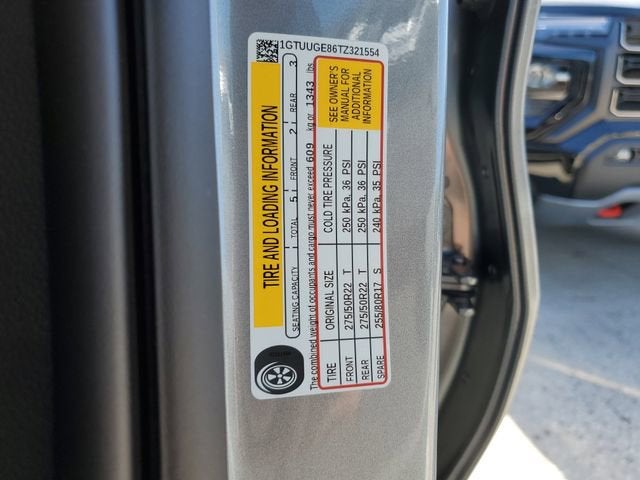 1GTUUGE86TZ321554
TIRE AND LOADING INFORMATION
SEATING CAPACITY TOTAL 5 FRONT 2 REAR 3
The combined weight of occupants and cargo must never exceed 609 kg or 1343 lbs
TIRE ORIGINAL SIZE COLD TIRE PRESSURE
FRONT 275/50R22 T 250 kPa, 36 PSI
REAR 275/50R22 T 250 kPa, 36 PSI
SPARE 255/80R17 S 240 kPa, 35 PSI
SEE OWNER'S
MANUAL FOR
ADDITIONAL
INFORMATION